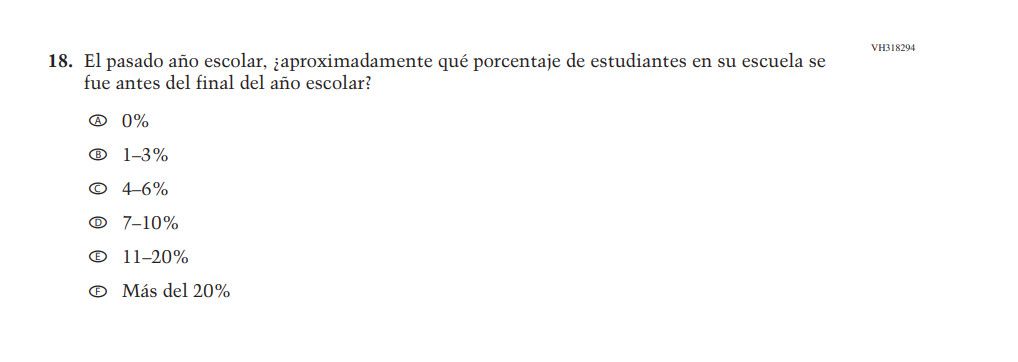 VH318294
18. El pasado año escolar, ¿aproximadamente qué porcentaje de estudiantes en su escuela se
fue antes del final del año escolar?
Ⓐ 0%
Ⓑ 1–3%
Ⓒ 4–6%
Ⓓ 7–10%
Ⓔ 11–20%
Ⓕ Más del 20%